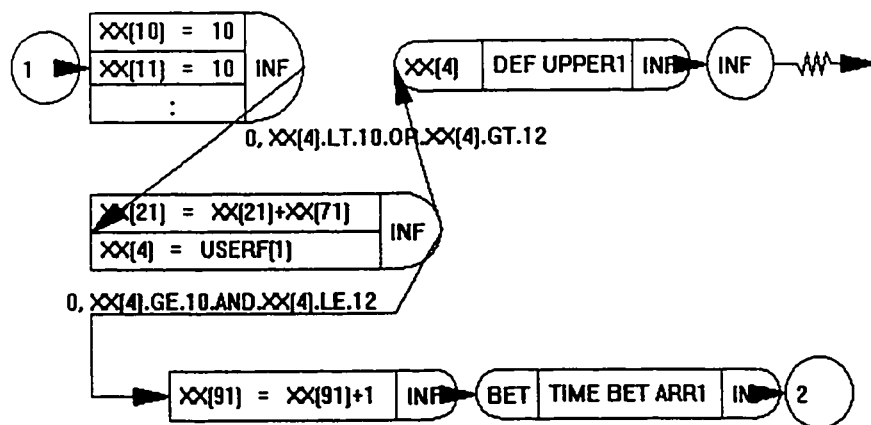 XX(10) = 10
1 XX(11) = 10 INF
:
XX(4) DEF UPPER1 INF INF
0, XX(4).LT.10.OR.XX(4).GT.12
XX(21) = XX(21)+XX(71)
INF
XX(4) = USERF(1)
0, XX(4).GE.10.AND.XX(4).LE.12
XX(91) = XX(91)+1 INF BET TIME BET ARR1 IN 2